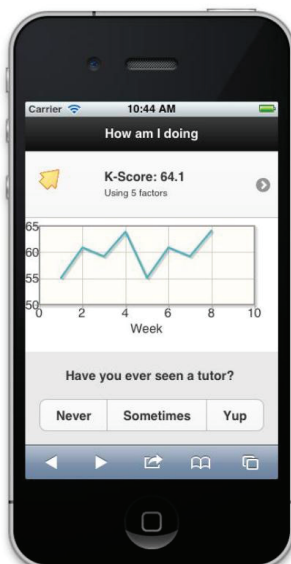 Carrier 10:44 AM
How am I doing
K-Score: 64.1
Using 5 factors
65
60
55
50
0 2 4 6 8 10
Week
Have you ever seen a tutor?
Never Sometimes Yup